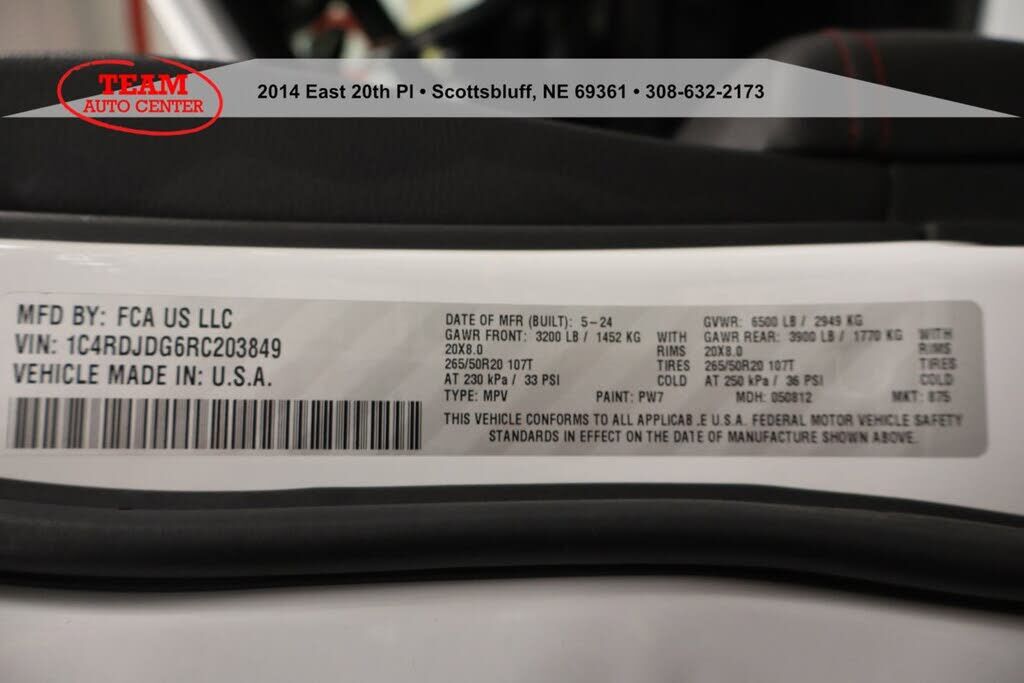 TEAM
AUTO CENTER
2014 East 20th Pl • Scottsbluff, NE 69361 • 308-632-2173
MFD BY: FCA US LLC
VIN: 1C4RDJDG6RC203849
VEHICLE MADE IN: U.S.A.
DATE OF MFR (BUILT): 5-24
GAWR FRONT: 3200 LB / 1452 KG WITH
20X8.0 RIMS
265/50R20 107T TIRES
AT 230 kPa / 33 PSI COLD
GVWR: 6500 LB / 2949 KG
GAWR REAR: 3900 LB / 1770 KG WITH
20X8.0 RIMS
265/50R20 107T TIRES
AT 250 kPa / 36 PSI COLD
TYPE: MPV PAINT: PW7 MDH: 050812 MKT: 875
THIS VEHICLE CONFORMS TO ALL APPLICAB.E U.S.A. FEDERAL MOTOR VEHICLE SAFETY
STANDARDS IN EFFECT ON THE DATE OF MANUFACTURE SHOWN ABOVE.